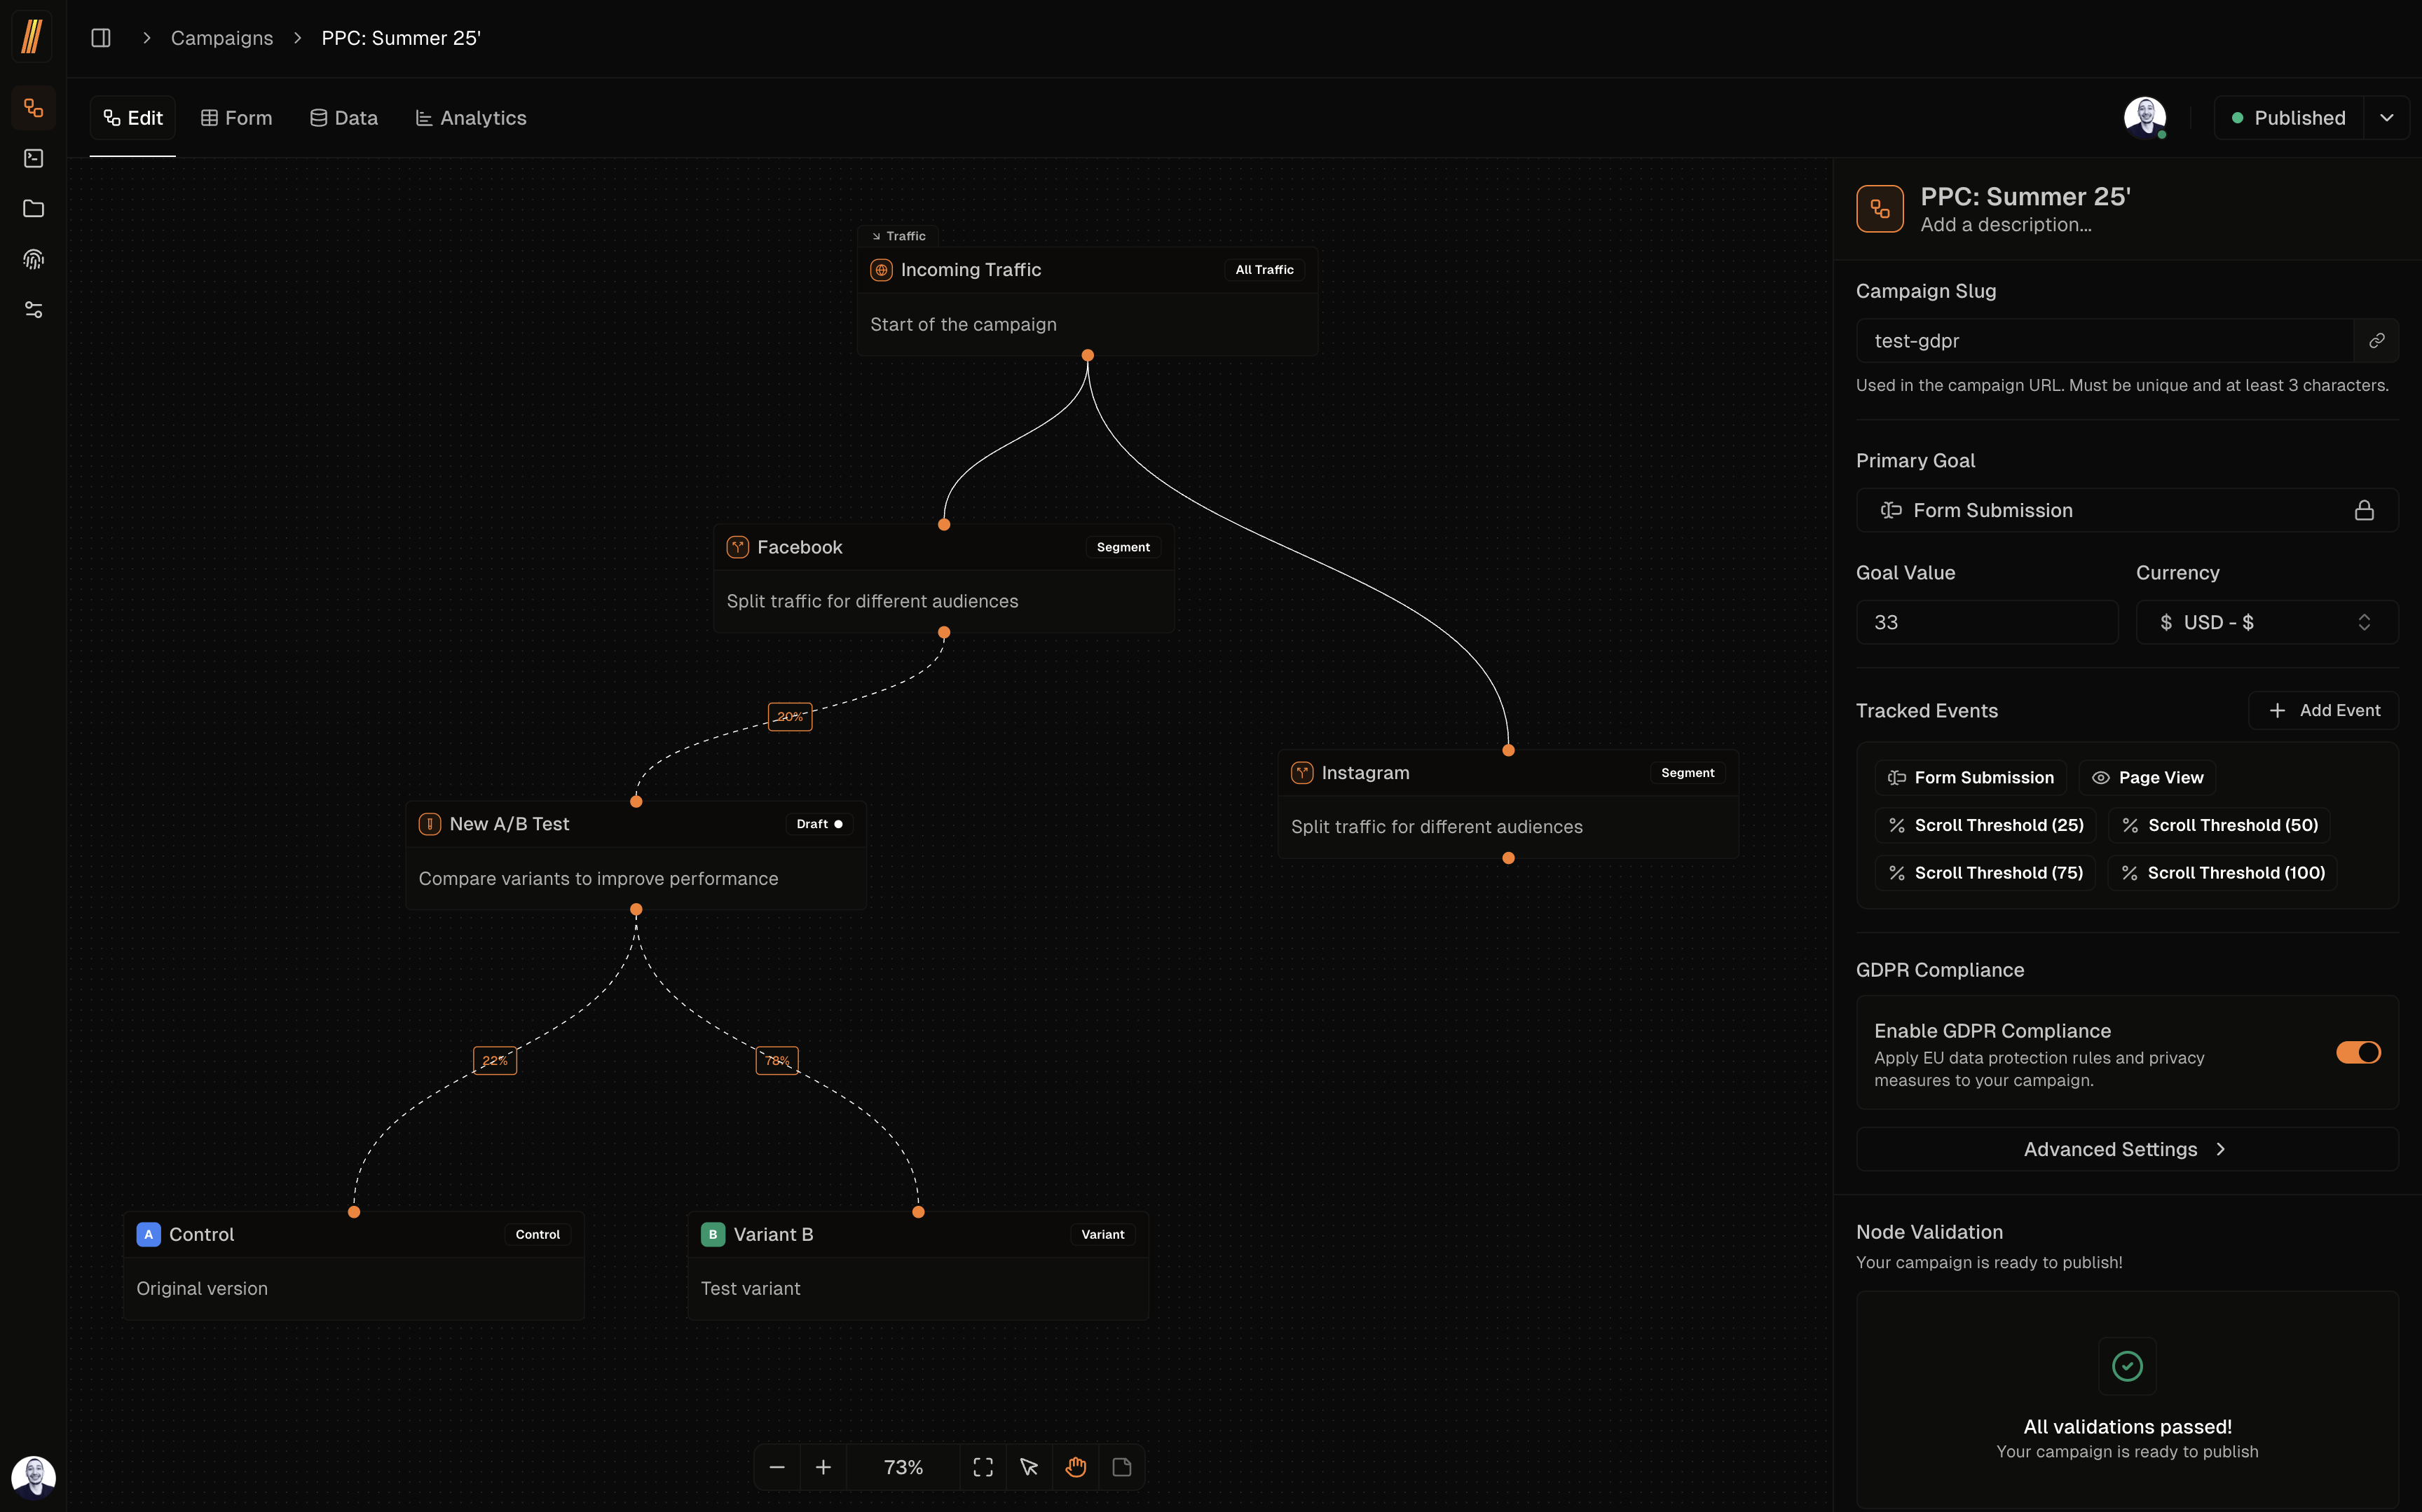 Campaigns
PPC: Summer 25'
Edit
Form
Data
Analytics
Published
Traffic
Incoming Traffic
All Traffic
Start of the campaign
Facebook
Segment
Split traffic for different audiences
20%
New A/B Test
Draft
Compare variants to improve performance
Instagram
Segment
Split traffic for different audiences
22%
78%
A
Control
Control
Original version
B
Variant B
Variant
Test variant
73%
PPC: Summer 25'
Add a description...
Campaign Slug
test-gdpr
Used in the campaign URL. Must be unique and at least 3 characters.
Primary Goal
Form Submission
Goal Value
Currency
33
$ USD - $
Tracked Events
Add Event
Form Submission
Page View
Scroll Threshold (25)
Scroll Threshold (50)
Scroll Threshold (75)
Scroll Threshold (100)
GDPR Compliance
Enable GDPR Compliance
Apply EU data protection rules and privacy
measures to your campaign.
Advanced Settings
Node Validation
Your campaign is ready to publish!
All validations passed!
Your campaign is ready to publish